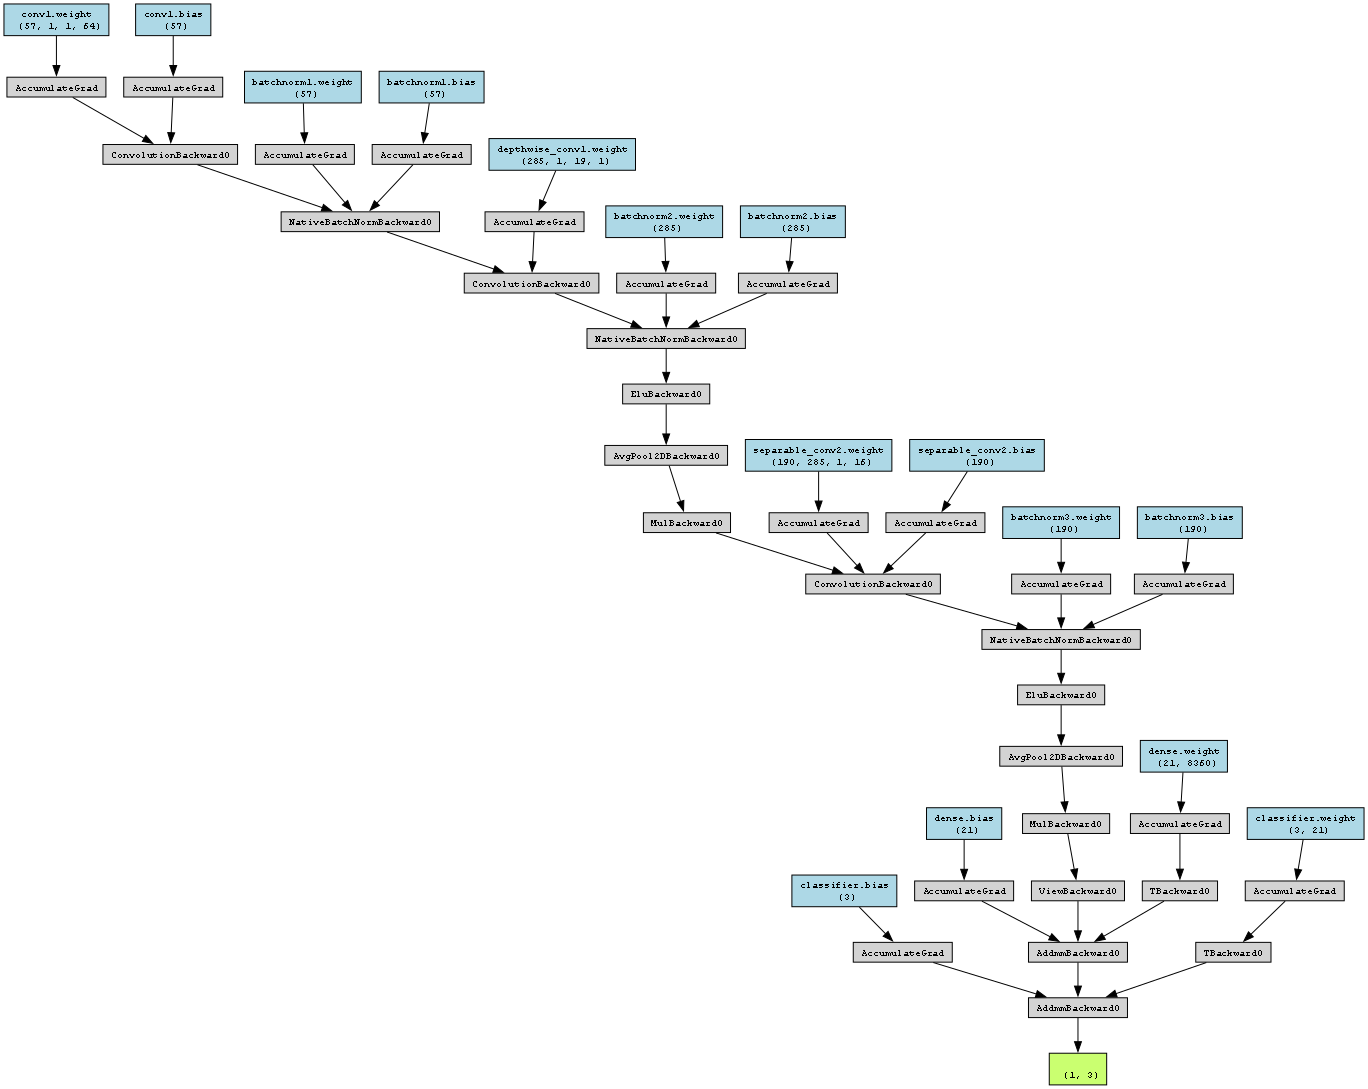 conv1.weight
(57, 1, 1, 64)
conv1.bias
(57)
AccumulateGrad
AccumulateGrad
batchnorm1.weight
(57)
batchnorm1.bias
(57)
ConvolutionBackward0
AccumulateGrad
AccumulateGrad
depthwise_conv1.weight
(285, 1, 19, 1)
NativeBatchNormBackward0
AccumulateGrad
batchnorm2.weight
(285)
batchnorm2.bias
(285)
ConvolutionBackward0
AccumulateGrad
AccumulateGrad
NativeBatchNormBackward0
EluBackward0
AvgPool2DBackward0
separable_conv2.weight
(190, 285, 1, 16)
separable_conv2.bias
(190)
MulBackward0
AccumulateGrad
AccumulateGrad
batchnorm3.weight
(190)
batchnorm3.bias
(190)
ConvolutionBackward0
AccumulateGrad
AccumulateGrad
NativeBatchNormBackward0
EluBackward0
AvgPool2DBackward0
dense.weight
(21, 8360)
dense.bias
(21)
MulBackward0
AccumulateGrad
classifier.weight
(3, 21)
classifier.bias
(3)
AccumulateGrad
ViewBackward0
TBackward0
AccumulateGrad
AccumulateGrad
AddmmBackward0
TBackward0
AddmmBackward0
(1, 3)